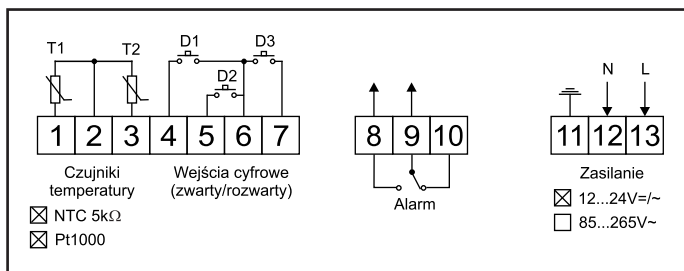 T1 T2 D1 D3
D2
N L
1 2 3 4 5 6 7 8 9 10 11 12 13
Czujniki
temperatury
Wejścia cyfrowe
(zwarty/rozwarty)
Alarm
Zasilanie
NTC 5kΩ
Pt1000
12...24V=/~
85...265V~